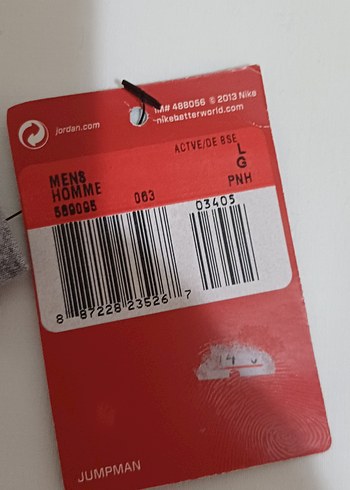 jordan.com
IM# 488056 © 2013 Nike
nikebetterworld.com
ACTVE/DE BSE
MENS
HOMME
589095 063
L
G
PNH
03405
8 87228 23526 7
JUMPMAN